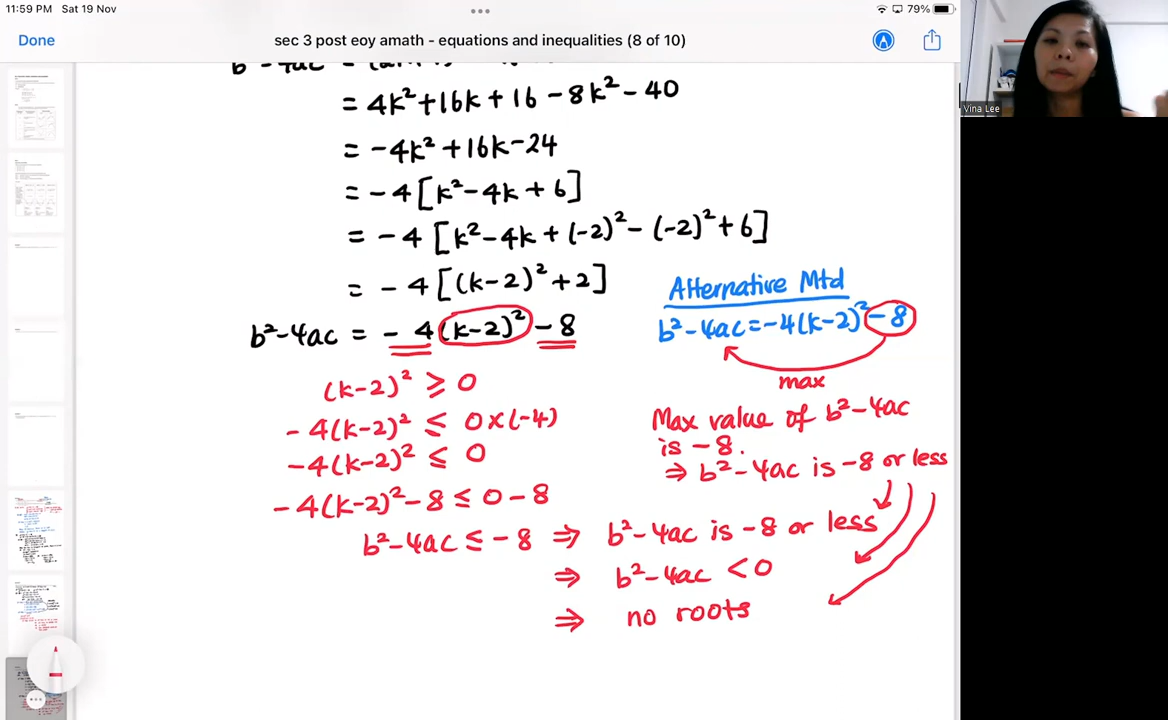 11:59 PM Sat 19 Nov
79%
Done
sec 3 post eoy amath - equations and inequalities (8 of 10)
Vina Lee
b²-4ac =
= 4k²+16k+16-8k²-40
= -4k²+16k-24
= -4[k²-4k+6]
= -4[k²-4k+(-2)²-(-2)²+6]
= -4[(k-2)²+2]
b²-4ac = -4(k-2)²-8
(k-2)² ≥ 0
-4(k-2)² ≤ 0×(-4)
-4(k-2)² ≤ 0
-4(k-2)²-8 ≤ 0-8
b²-4ac ≤ -8 ⇒ b²-4ac is -8 or less
⇒ b²-4ac < 0
⇒ no roots
Alternative Mtd
b²-4ac=-4(k-2)²-8
max
Max value of b²-4ac
is -8.
⇒ b²-4ac is -8 or less